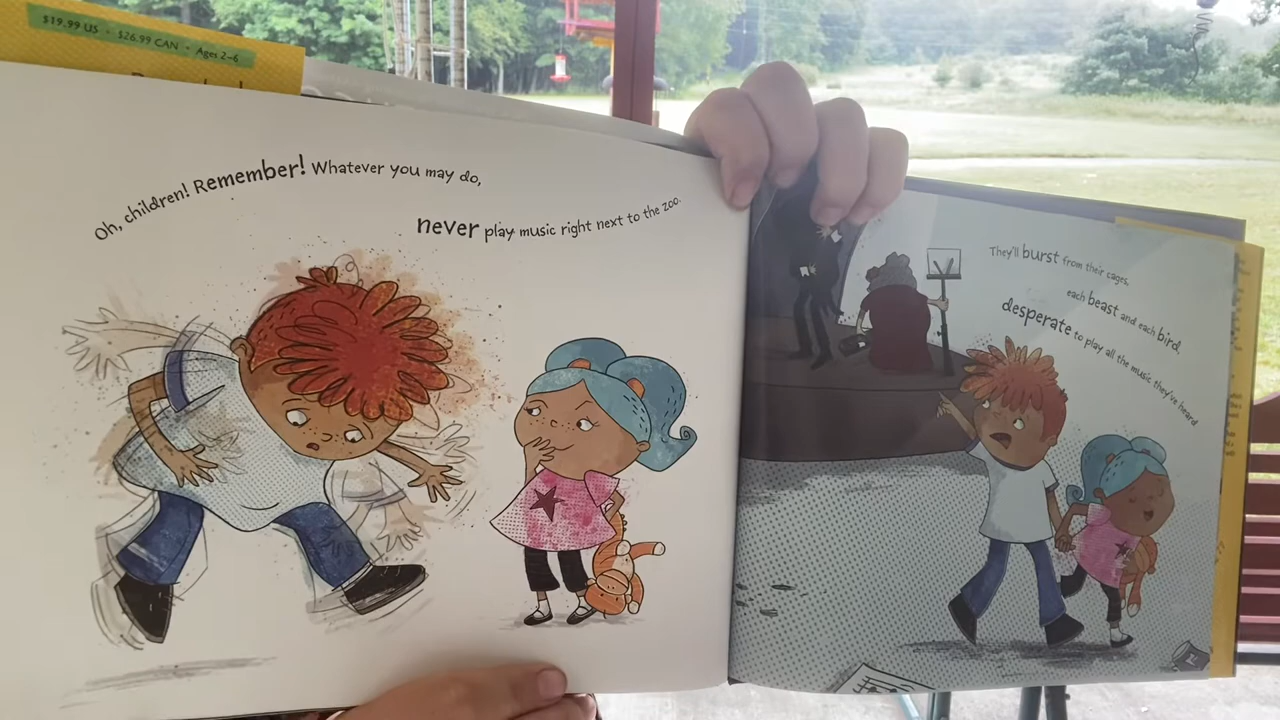 $19.99 US • $26.99 CAN • Ages 2–6
Oh, children! Remember! Whatever you may do,
never play music right next to the zoo.
They'll burst from their cages,
each beast and each bird,
desperate to play all the music they've heard